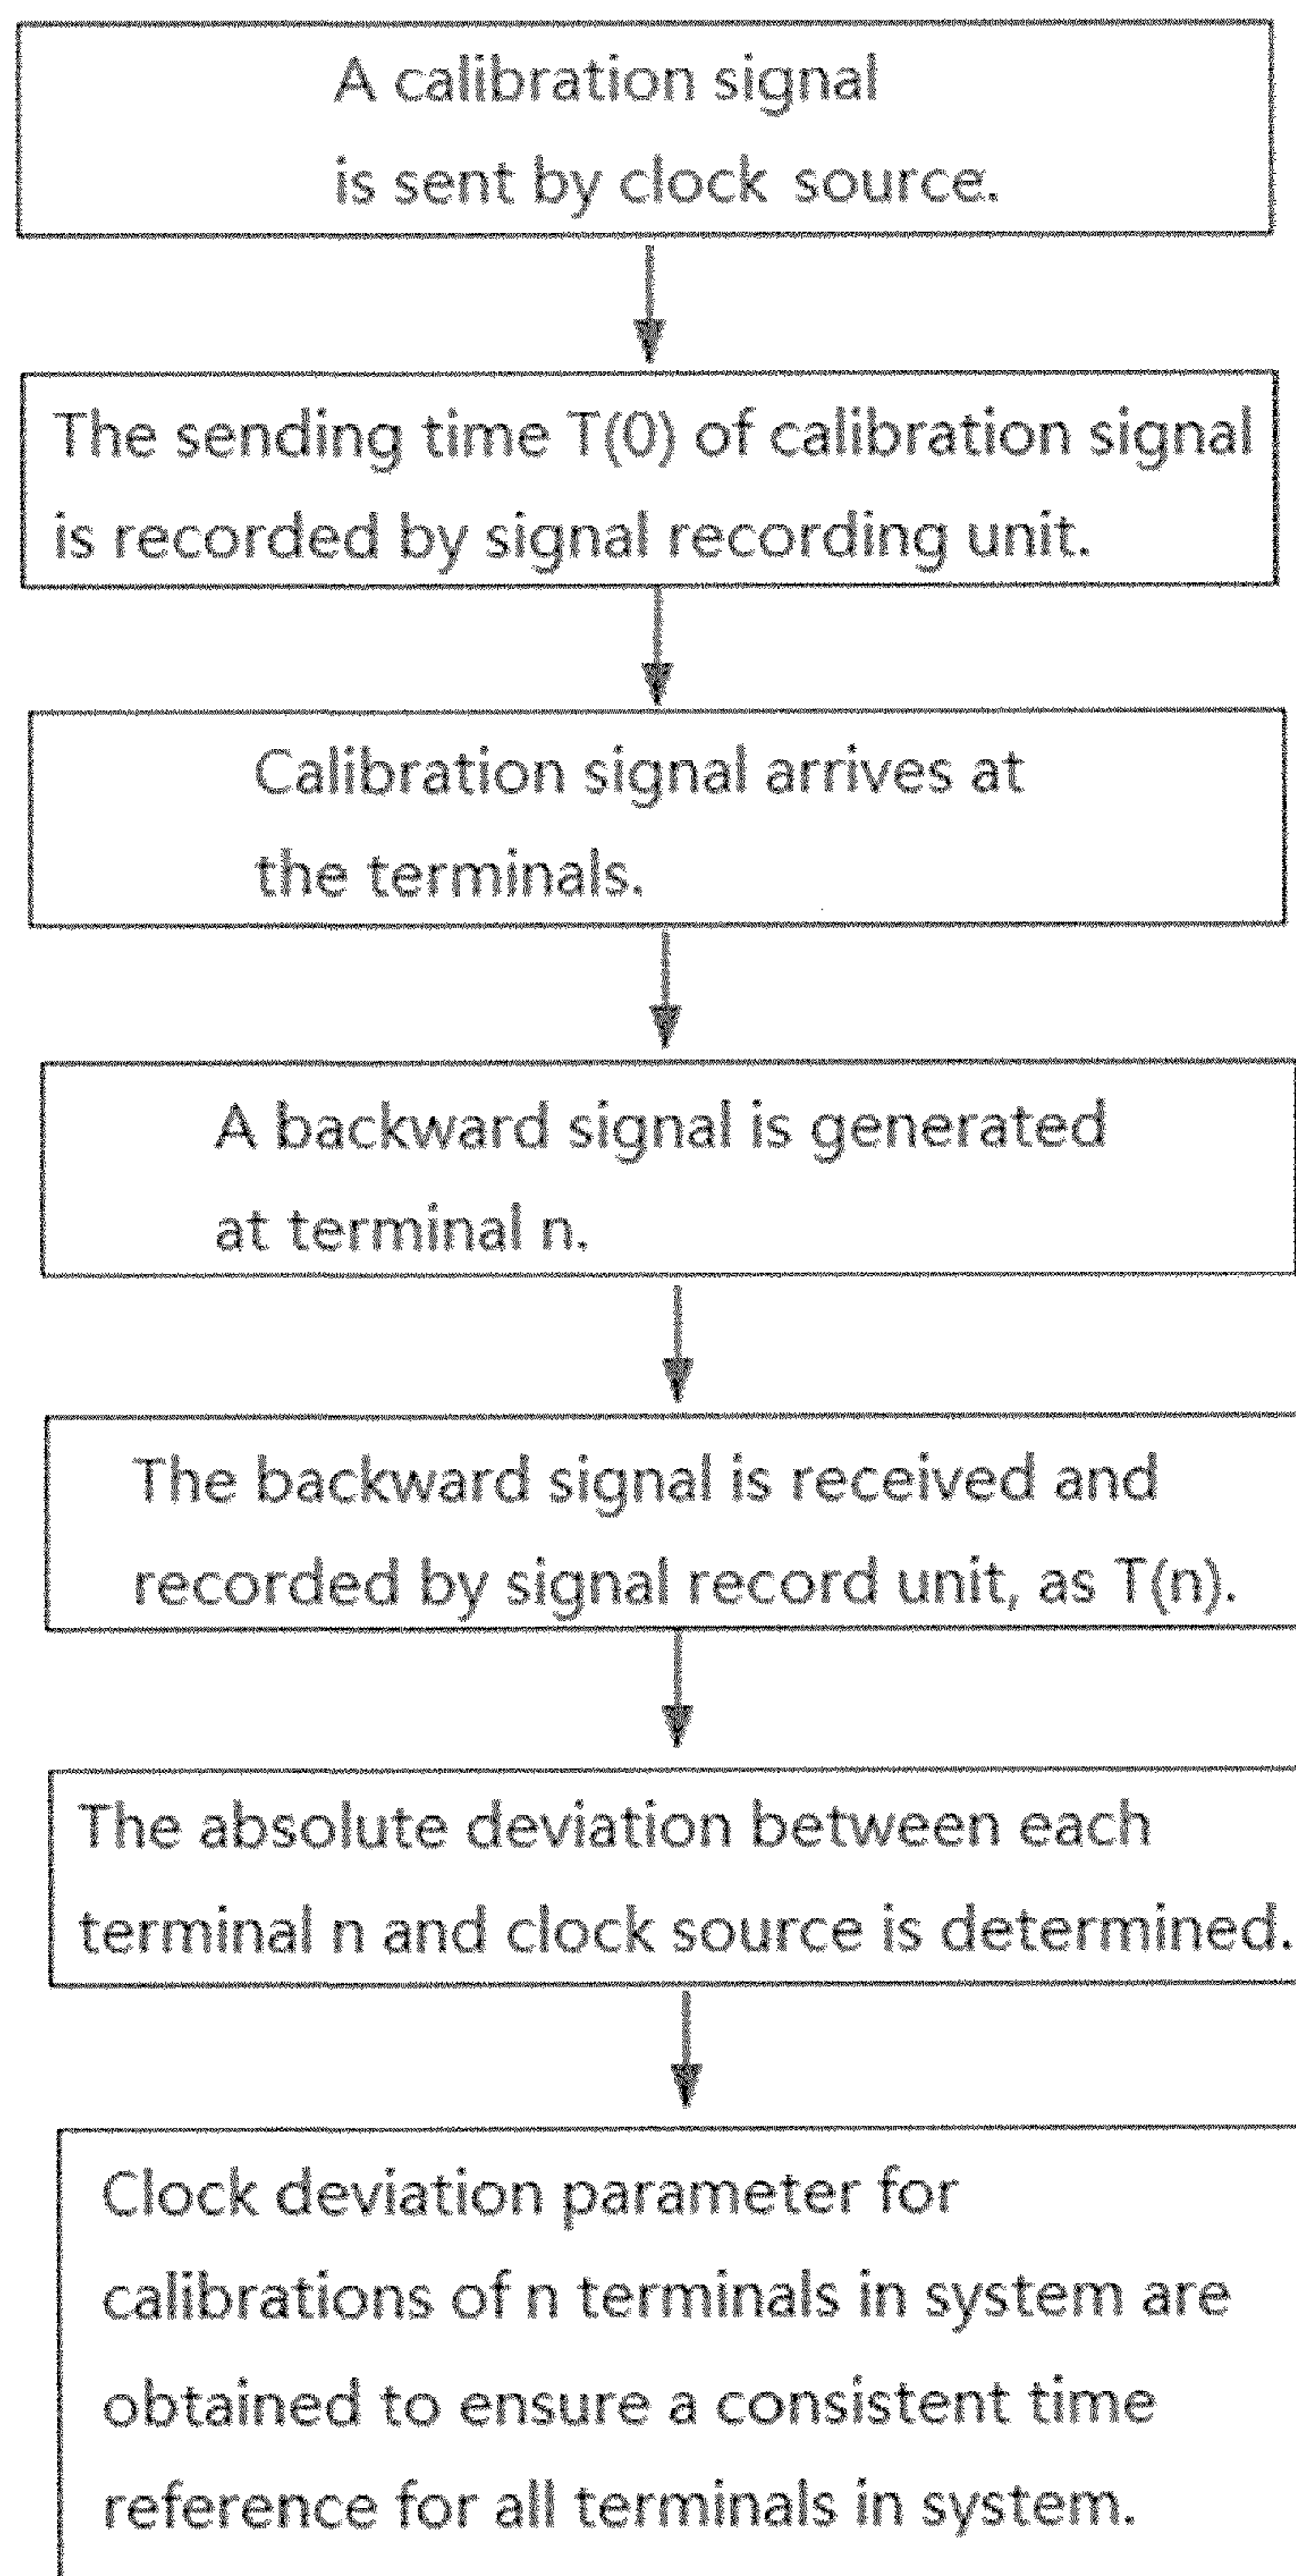 A calibration signal
is sent by clock source.
The sending time T(0) of calibration signal
is recorded by signal recording unit.
Calibration signal arrives at
the terminals.
A backward signal is generated
at terminal n.
The backward signal is received and
recorded by signal record unit, as T(n).
The absolute deviation between each
terminal n and clock source is determined.
Clock deviation parameter for
calibrations of n terminals in system are
obtained to ensure a consistent time
reference for all terminals in system.